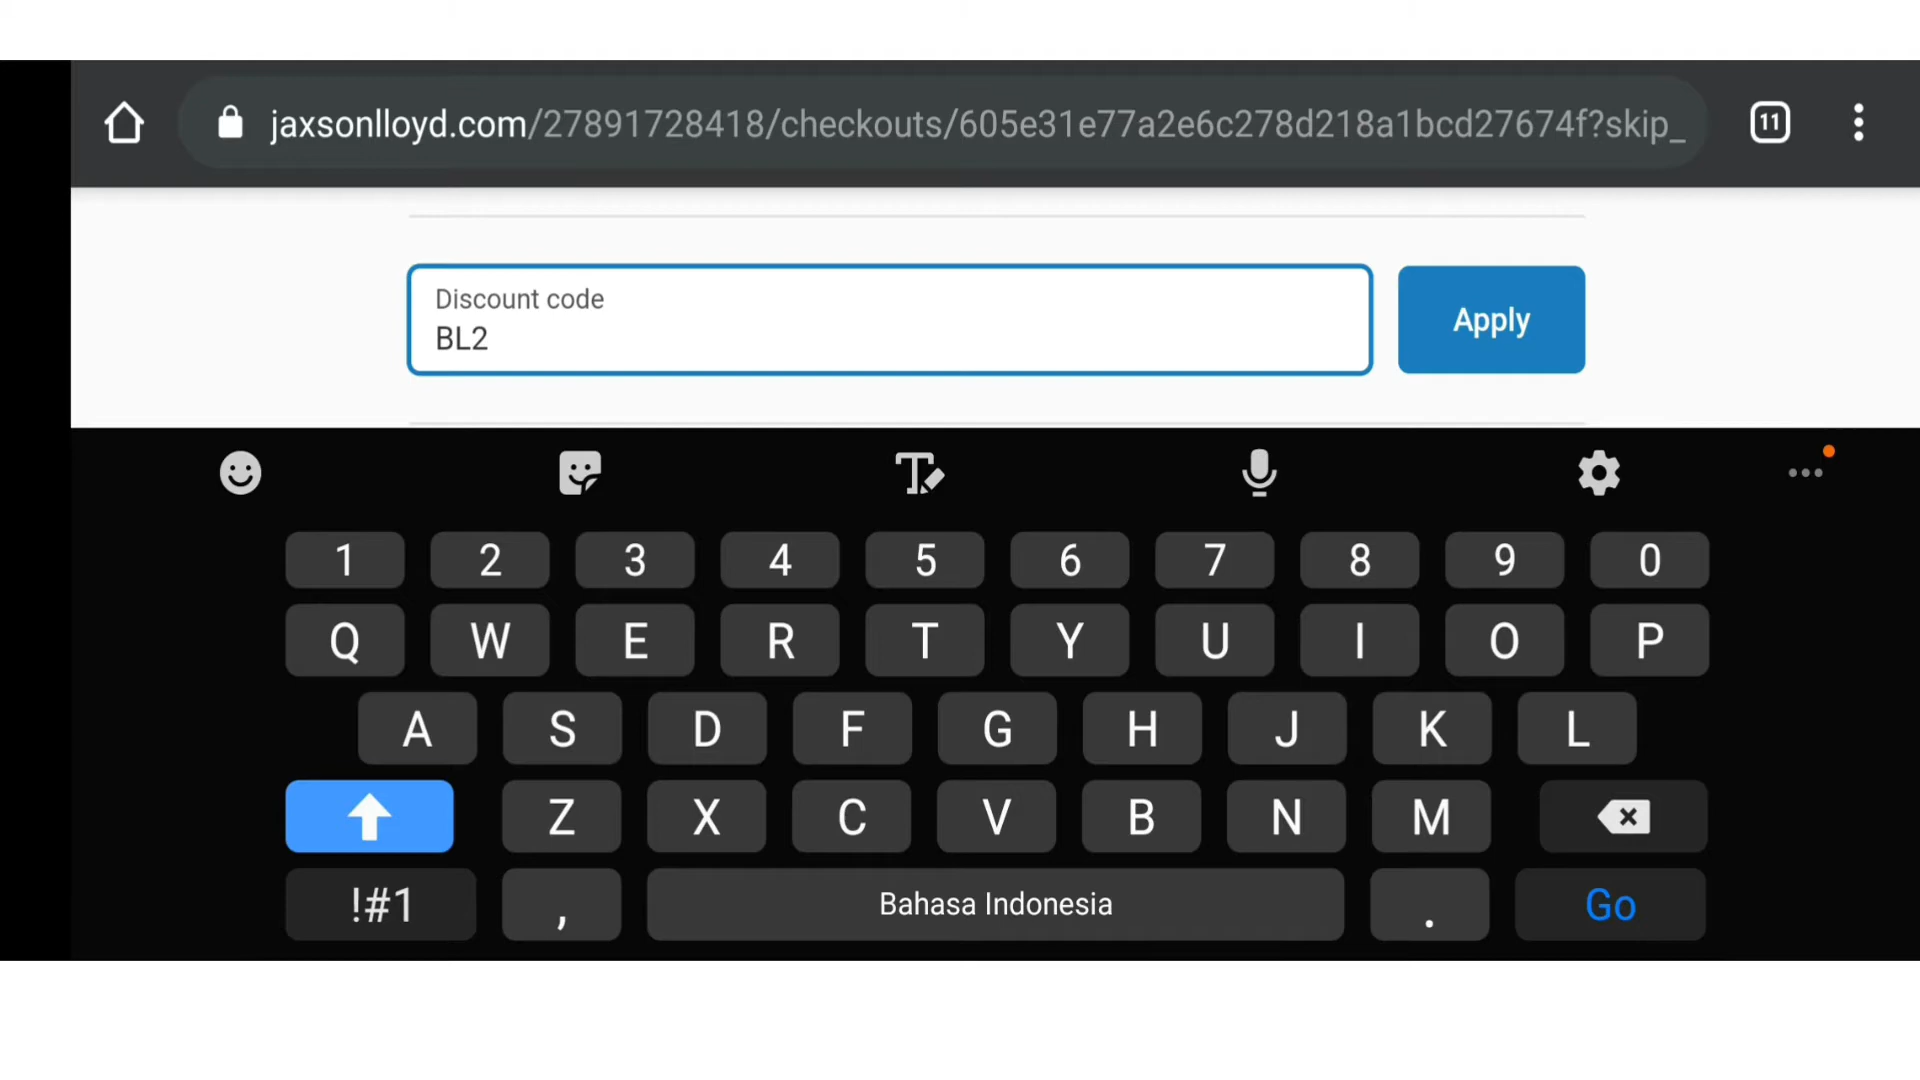 jaxsonlloyd.com/27891728418/checkouts/605e31e77a2e6c278d218a1bcd27674f?skip_
11
Discount code
BL2
Apply
1 2 3 4 5 6 7 8 9 0
Q W E R T Y U I O P
A S D F G H J K L
Z X C V B N M
!#1 , Bahasa Indonesia . Go